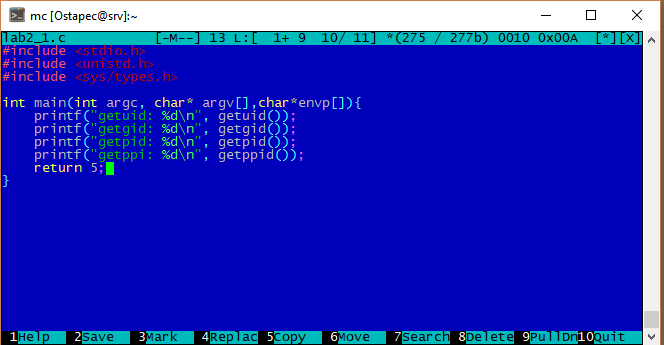 mc [Ostapec@srv]:~
lab2_1.c [-M--] 13 L:[ 1+ 9 10/ 11] *(275 / 277b) 0010 0x00A [*][X]
#include <stdio.h>
#include <unistd.h>
#include <sys/types.h>
int main(int argc, char* argv[],char*envp[]){
printf("getuid: %d\n", getuid());
printf("getgid: %d\n", getgid());
printf("getpid: %d\n", getpid());
printf("getppi: %d\n", getppid());
return 5;
}
1Help 2Save 3Mark 4Replac 5Copy 6Move 7Search 8Delete 9PullDn 10Quit